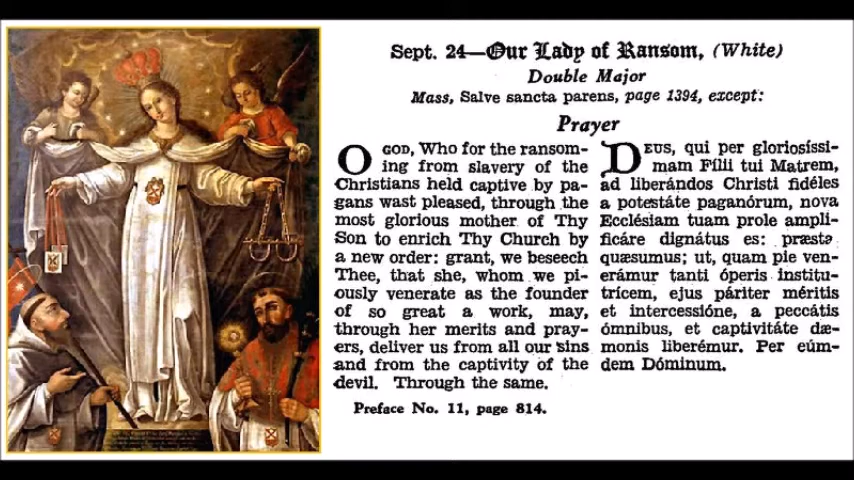 Sept. 24—Our Lady of Ransom, (White)
Double Major
Mass, Salve sancta parens, page 1394, except:
Prayer
O GOD, Who for the ransom-
ing from slavery of the
Christians held captive by pa-
gans wast pleased, through the
most glorious mother of Thy
Son to enrich Thy Church by
a new order: grant, we beseech
Thee, that she, whom we pi-
ously venerate as the founder
of so great a work, may,
through her merits and pray-
ers, deliver us from all our sins
and from the captivity of the
devil. Through the same.
Preface No. 11, page 814.
DEUS, qui per gloriosíssi-
mam Fílii tui Matrem,
ad liberándos Christi fidéles
a potestáte paganórum, nova
Ecclésiam tuam prole ampli-
ficáre dignátus es: præsta
quæsumus; ut, quam pie ven-
erámur tanti óperis institu-
trícem, ejus páriter méritis
et intercessióne, a peccátis
ómnibus, et captivitáte dæ-
monis liberémur. Per eúm-
dem Dóminum.